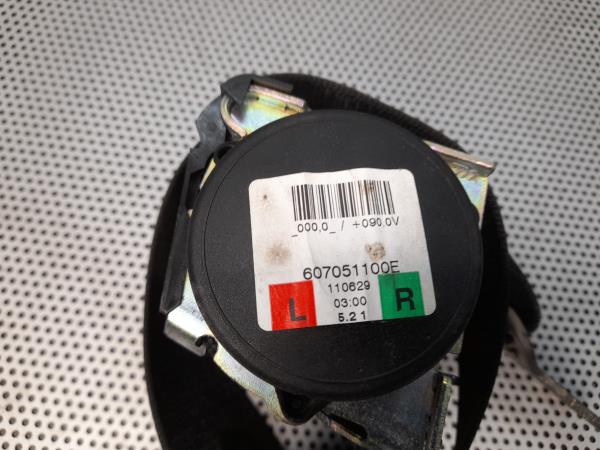 _000,0_ / +090,0V
607051100E
110629
03:00
5.2 1
L R